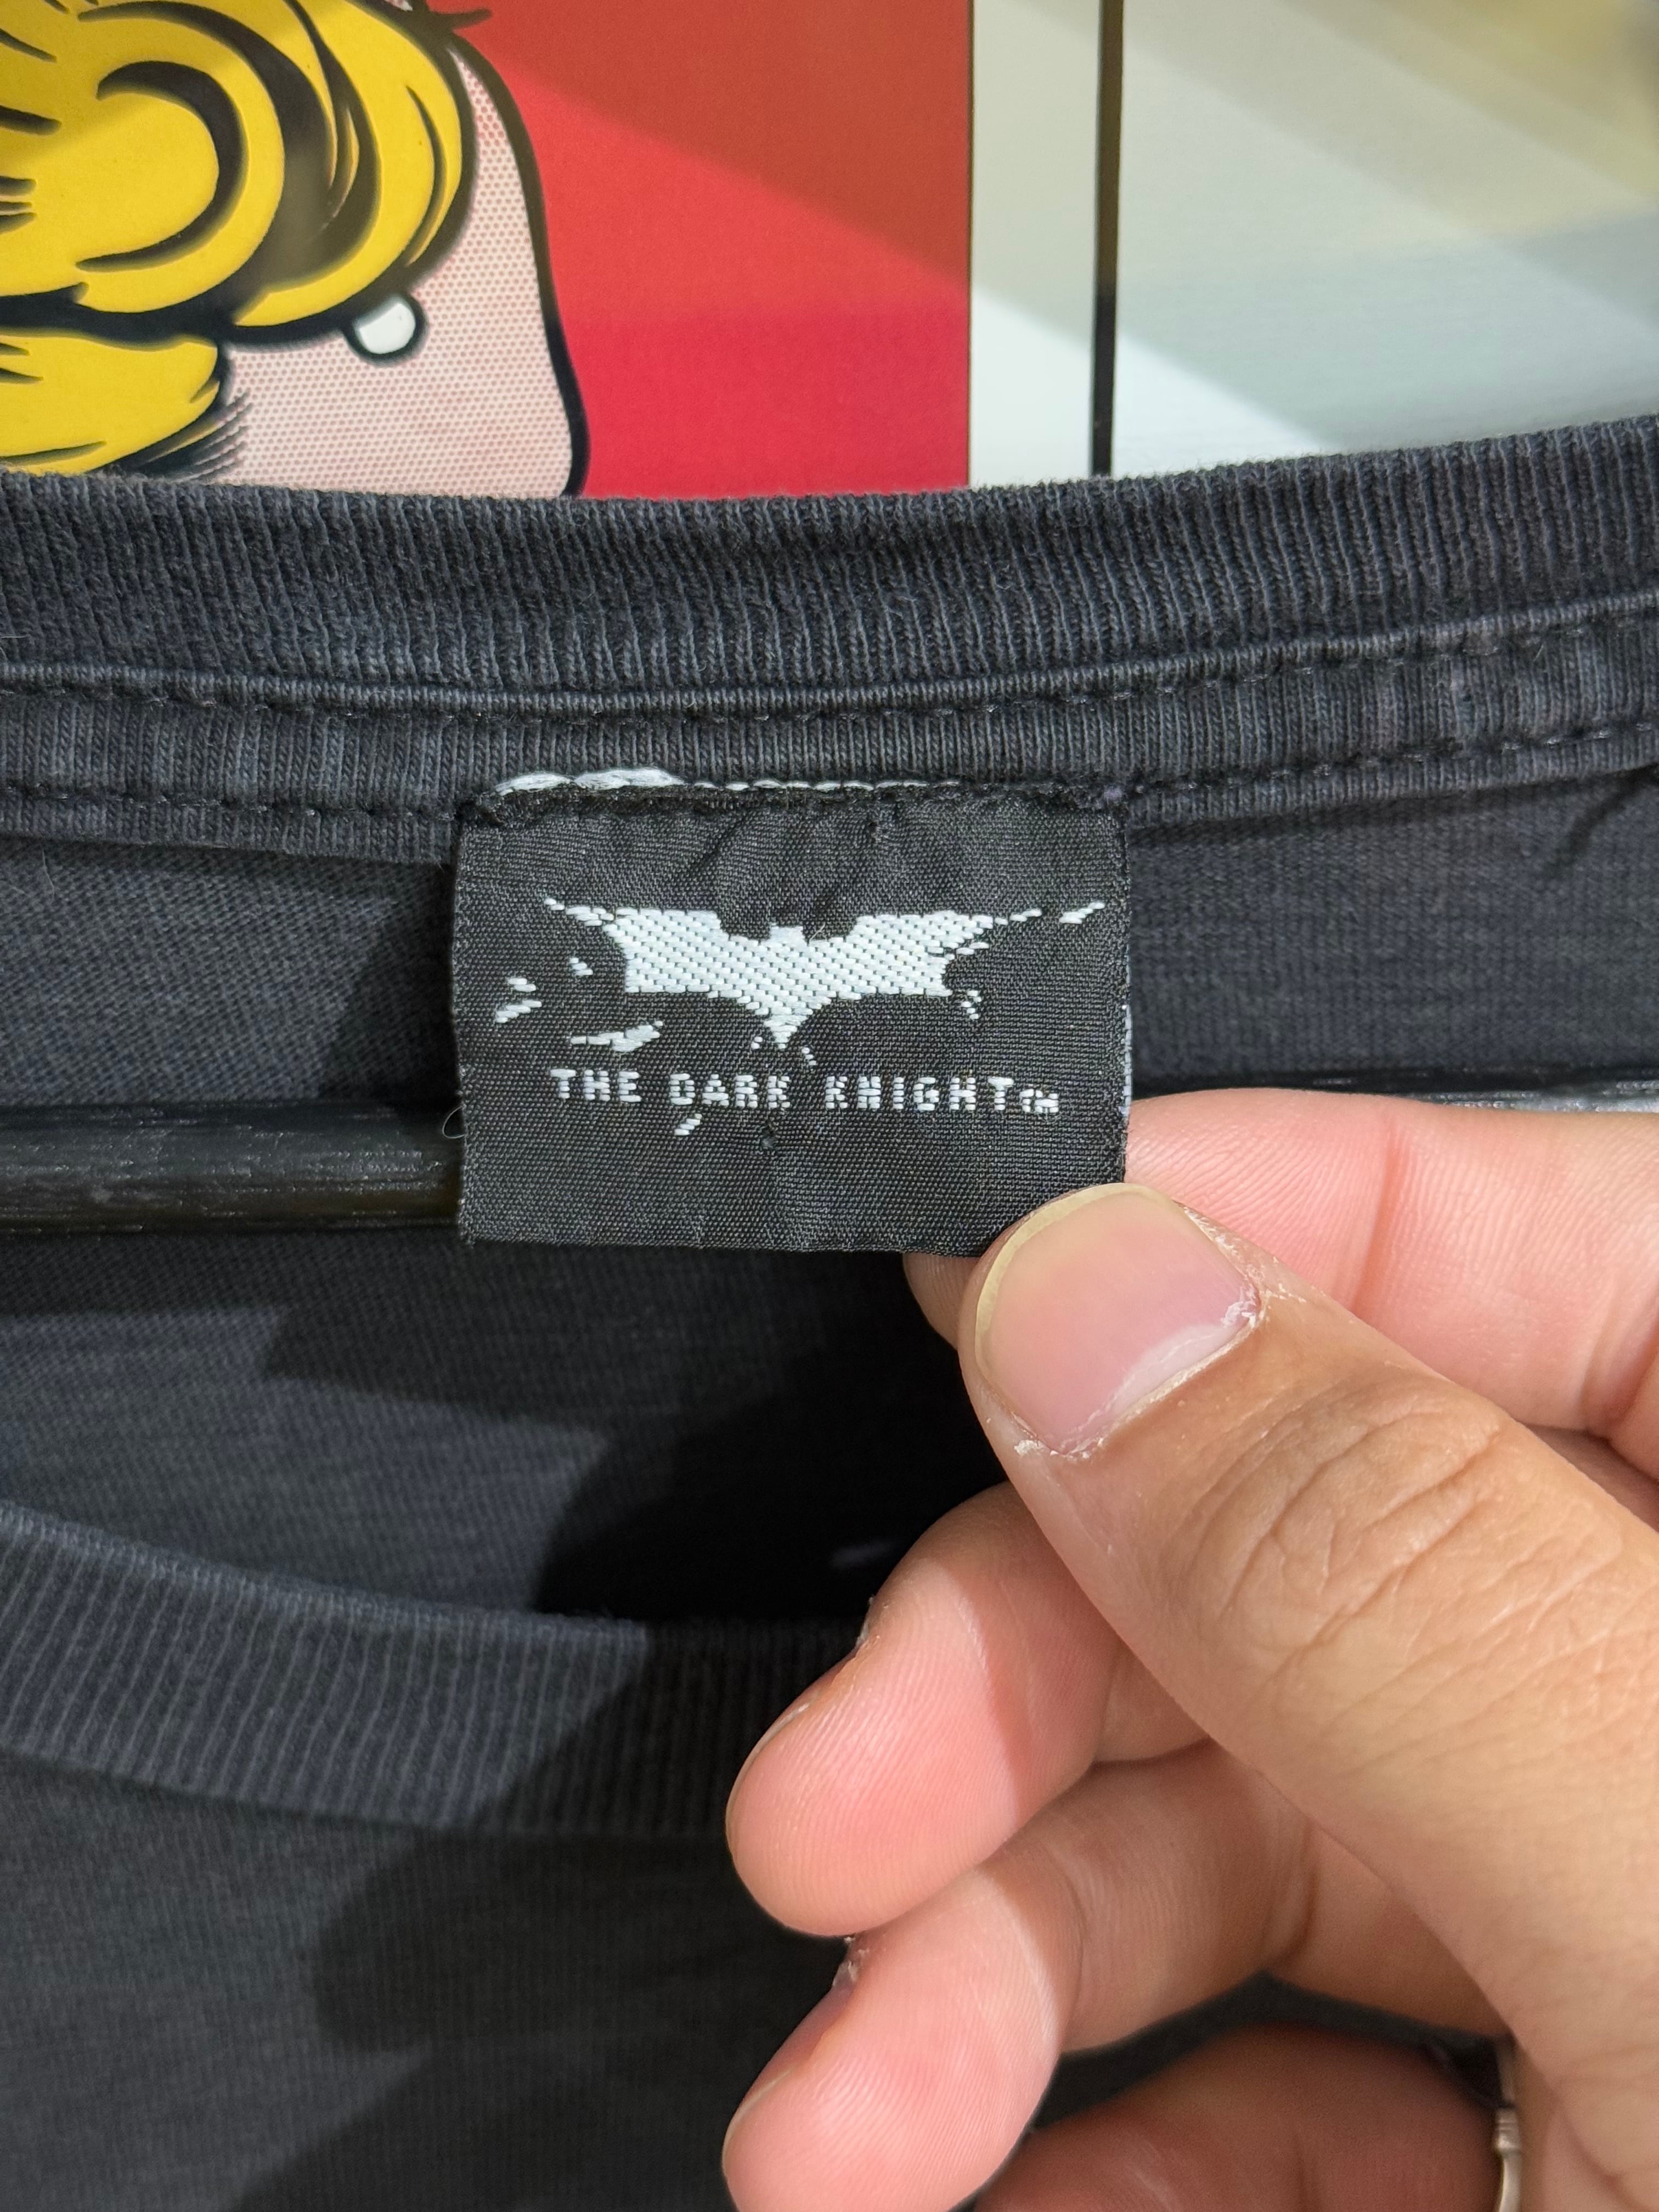 THE DARK KNIGHT™